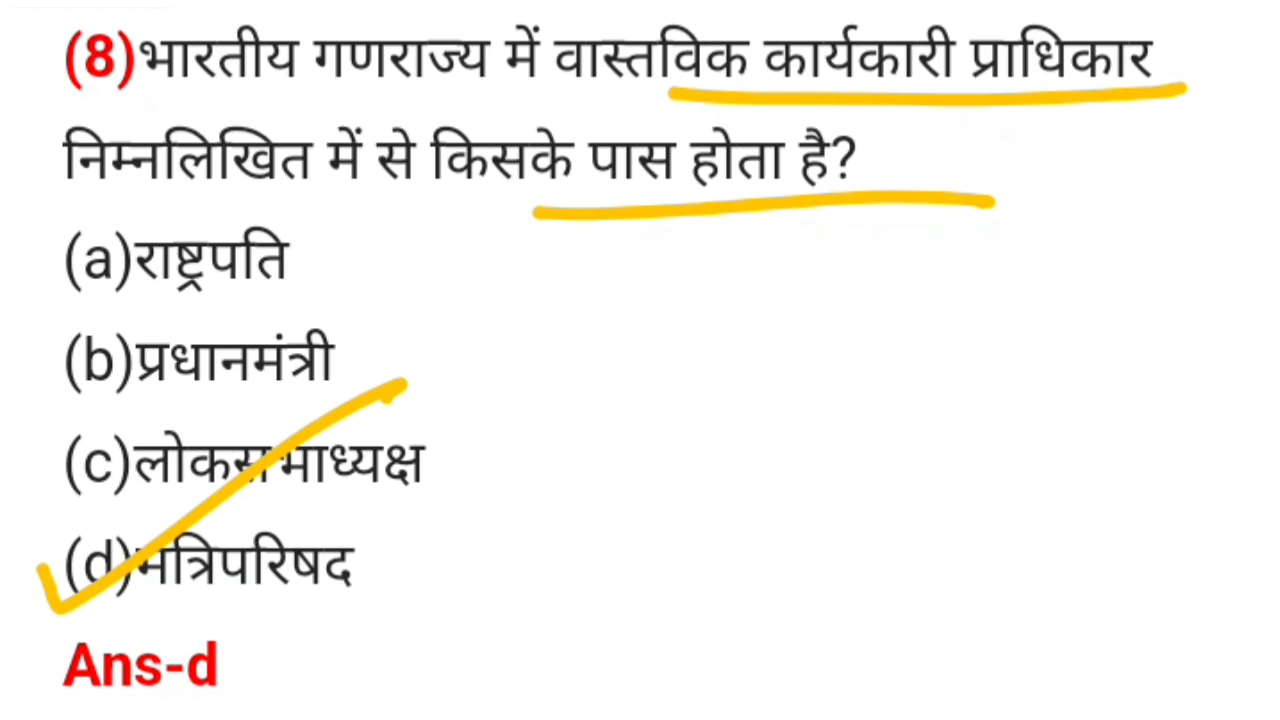 (8)भारतीय गणराज्य में वास्तविक कार्यकारी प्राधिकार
निम्नलिखित में से किसके पास होता है?
(a)राष्ट्रपति
(b)प्रधानमंत्री
(c)लोकसभाध्यक्ष
(d)मंत्रिपरिषद
Ans-d